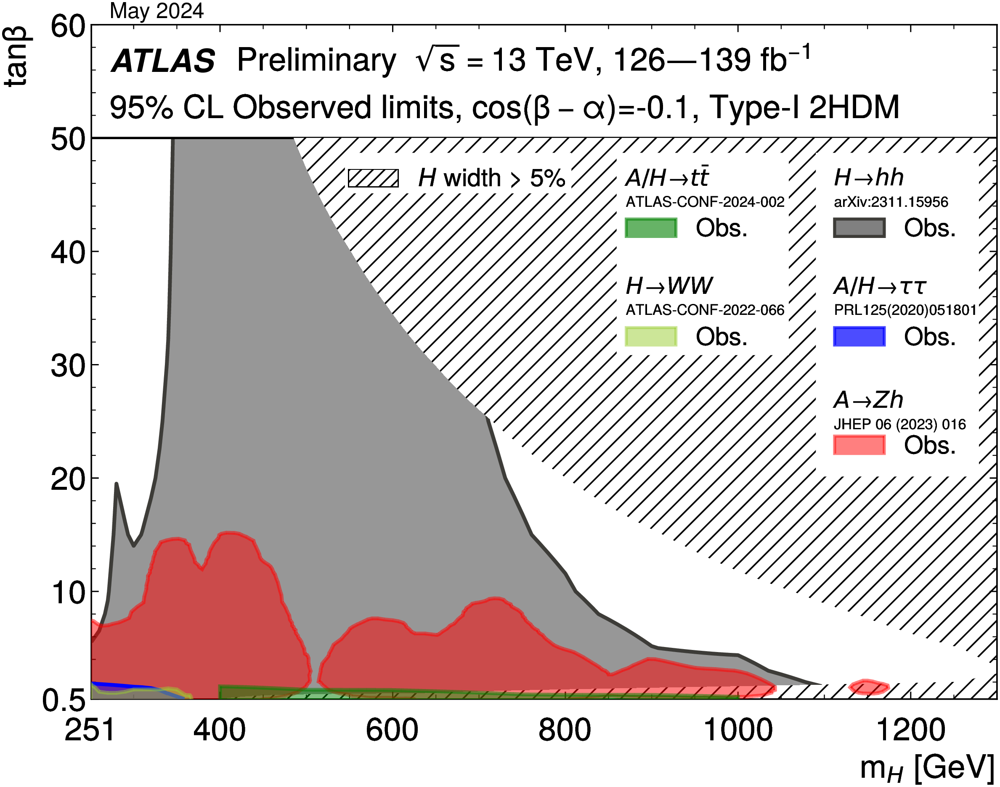 May 2024
tanβ
60
50
40
30
20
10
0.5
ATLAS Preliminary √s = 13 TeV, 126—139 fb⁻¹
95% CL Observed limits, cos(β − α)=-0.1, Type-I 2HDM
H width > 5%
A/H→tt̄
ATLAS-CONF-2024-002
Obs.
H→WW
ATLAS-CONF-2022-066
Obs.
H→hh
arXiv:2311.15956
Obs.
A/H→ττ
PRL125(2020)051801
Obs.
A→Zh
JHEP 06 (2023) 016
Obs.
251 400 600 800 1000 1200
m_H [GeV]